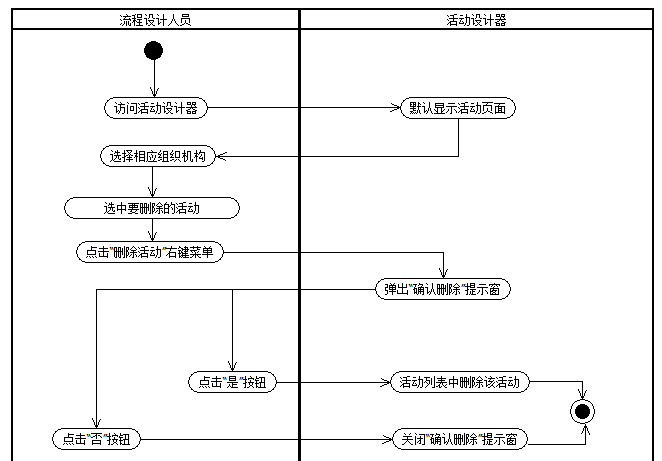 流程设计人员
活动设计器
访问活动设计器
默认显示活动页面
选择相应组织机构
选中要删除的活动
点击"删除活动"右键菜单
弹出"确认删除"提示窗
点击"是"按钮
活动列表中删除该活动
点击"否"按钮
关闭"确认删除"提示窗